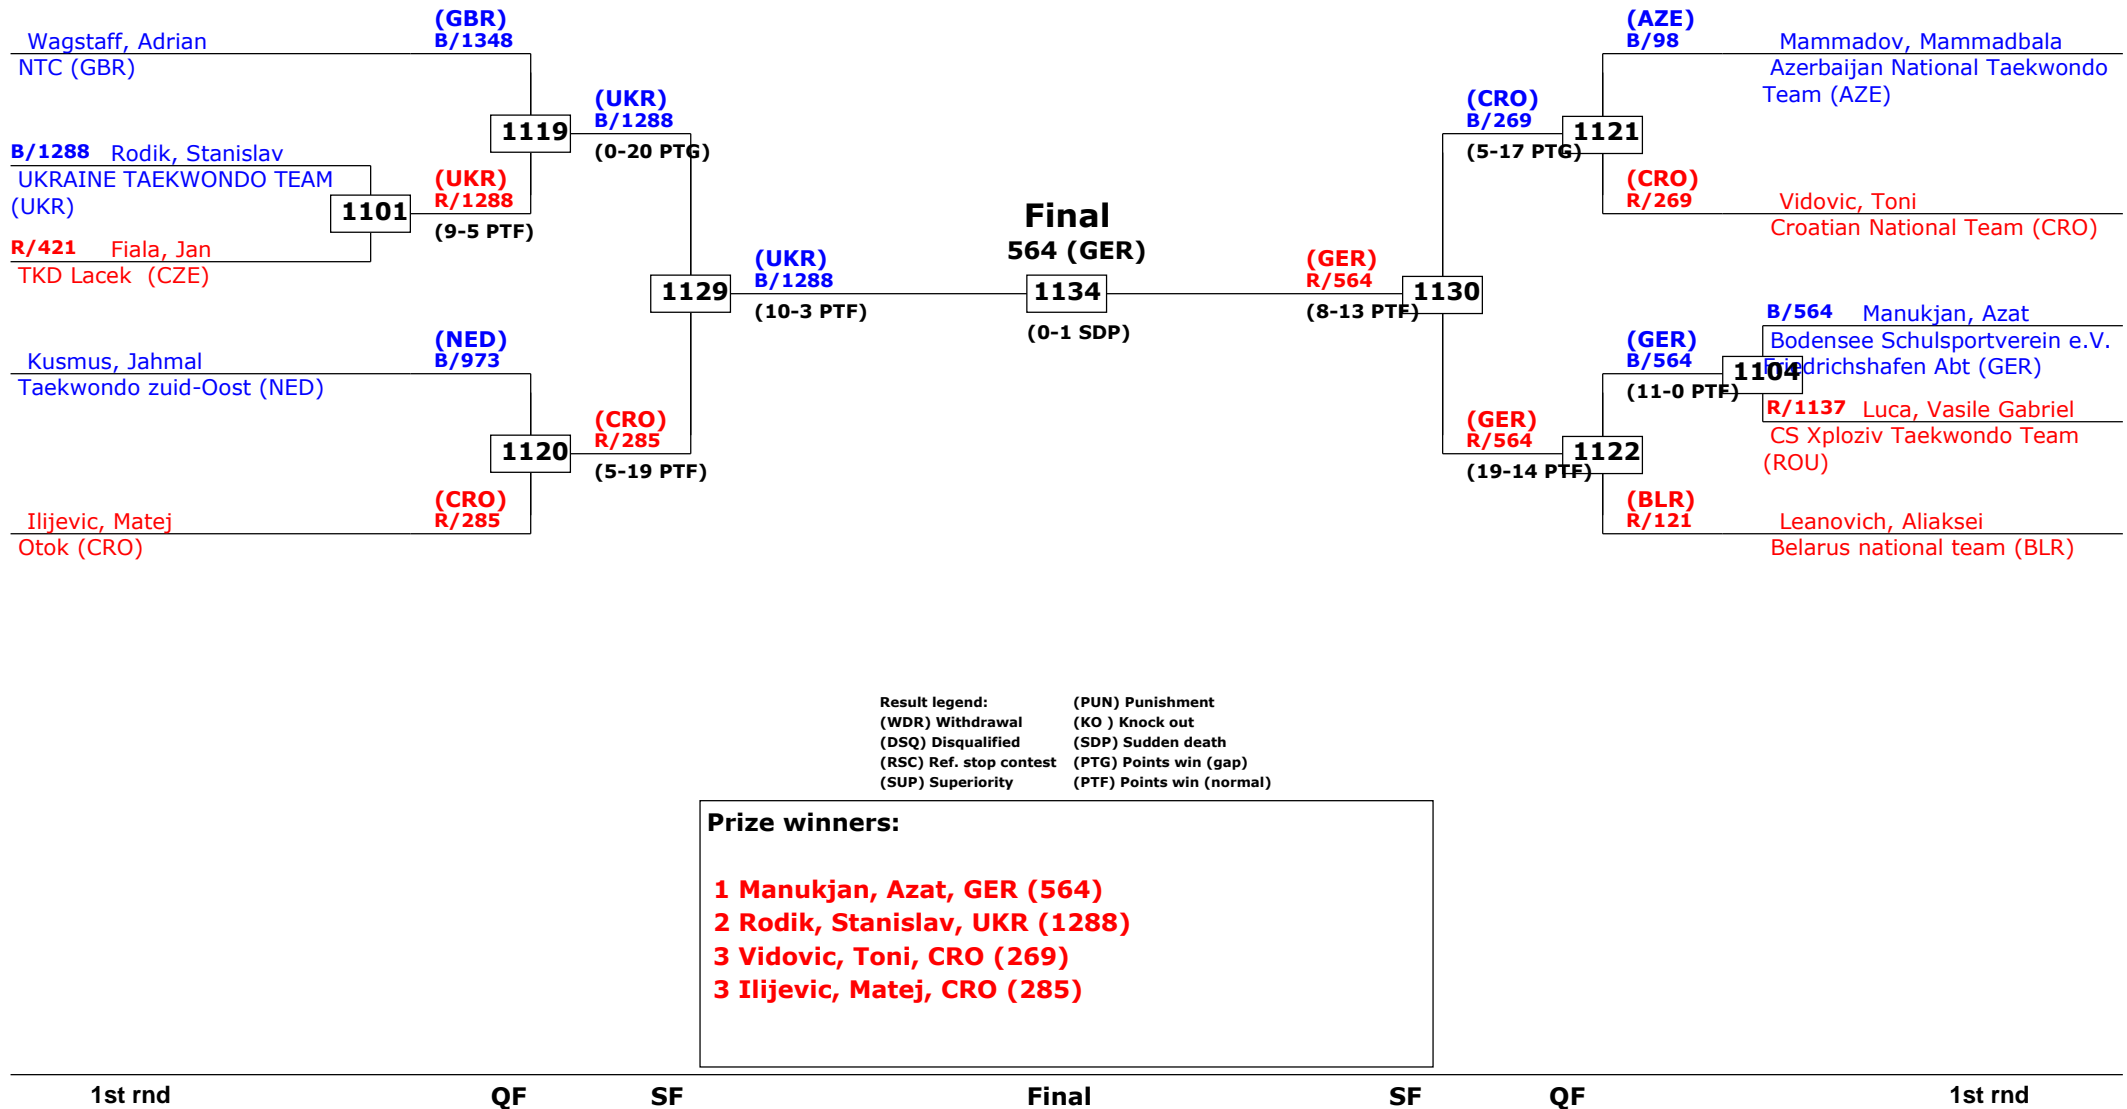 (GBR)
Wagstaff, Adrian B/1348
NTC (GBR)
B/1288 Rodik, Stanislav
UKRAINE TAEKWONDO TEAM
(UKR)
R/421 Fiala, Jan
TKD Lacek (CZE)
1101
(UKR)
R/1288
(9-5 PTF)
1119
(UKR)
B/1288
(0-20 PTG)
(NED)
Kusmus, Jahmal B/973
Taekwondo zuid-Oost (NED)
1120
(CRO)
R/285
(5-19 PTF)
(CRO)
Ilijevic, Matej R/285
Otok (CRO)
1129
(UKR)
B/1288
(10-3 PTF)
Final
564 (GER)
1134
(0-1 SDP)
(GER)
R/564
(8-13 PTF)
1130
(CRO)
B/269
(5-17 PTG)
1121
(AZE)
B/98 Mammadov, Mammadbala
Azerbaijan National Taekwondo
Team (AZE)
(CRO)
R/269 Vidovic, Toni
Croatian National Team (CRO)
B/564 Manukjan, Azat
Bodensee Schulsportverein e.V.
Friedrichshafen Abt (GER)
(GER)
B/564
(11-0 PTF)
1104
R/1137 Luca, Vasile Gabriel
CS Xploziv Taekwondo Team
(ROU)
(GER)
R/564
(19-14 PTF)
1122
(BLR)
R/121 Leanovich, Aliaksei
Belarus national team (BLR)
Result legend: (PUN) Punishment
(WDR) Withdrawal (KO ) Knock out
(DSQ) Disqualified (SDP) Sudden death
(RSC) Ref. stop contest (PTG) Points win (gap)
(SUP) Superiority (PTF) Points win (normal)
Prize winners:
1 Manukjan, Azat, GER (564)
2 Rodik, Stanislav, UKR (1288)
3 Vidovic, Toni, CRO (269)
3 Ilijevic, Matej, CRO (285)
1st rnd QF SF Final SF QF 1st rnd